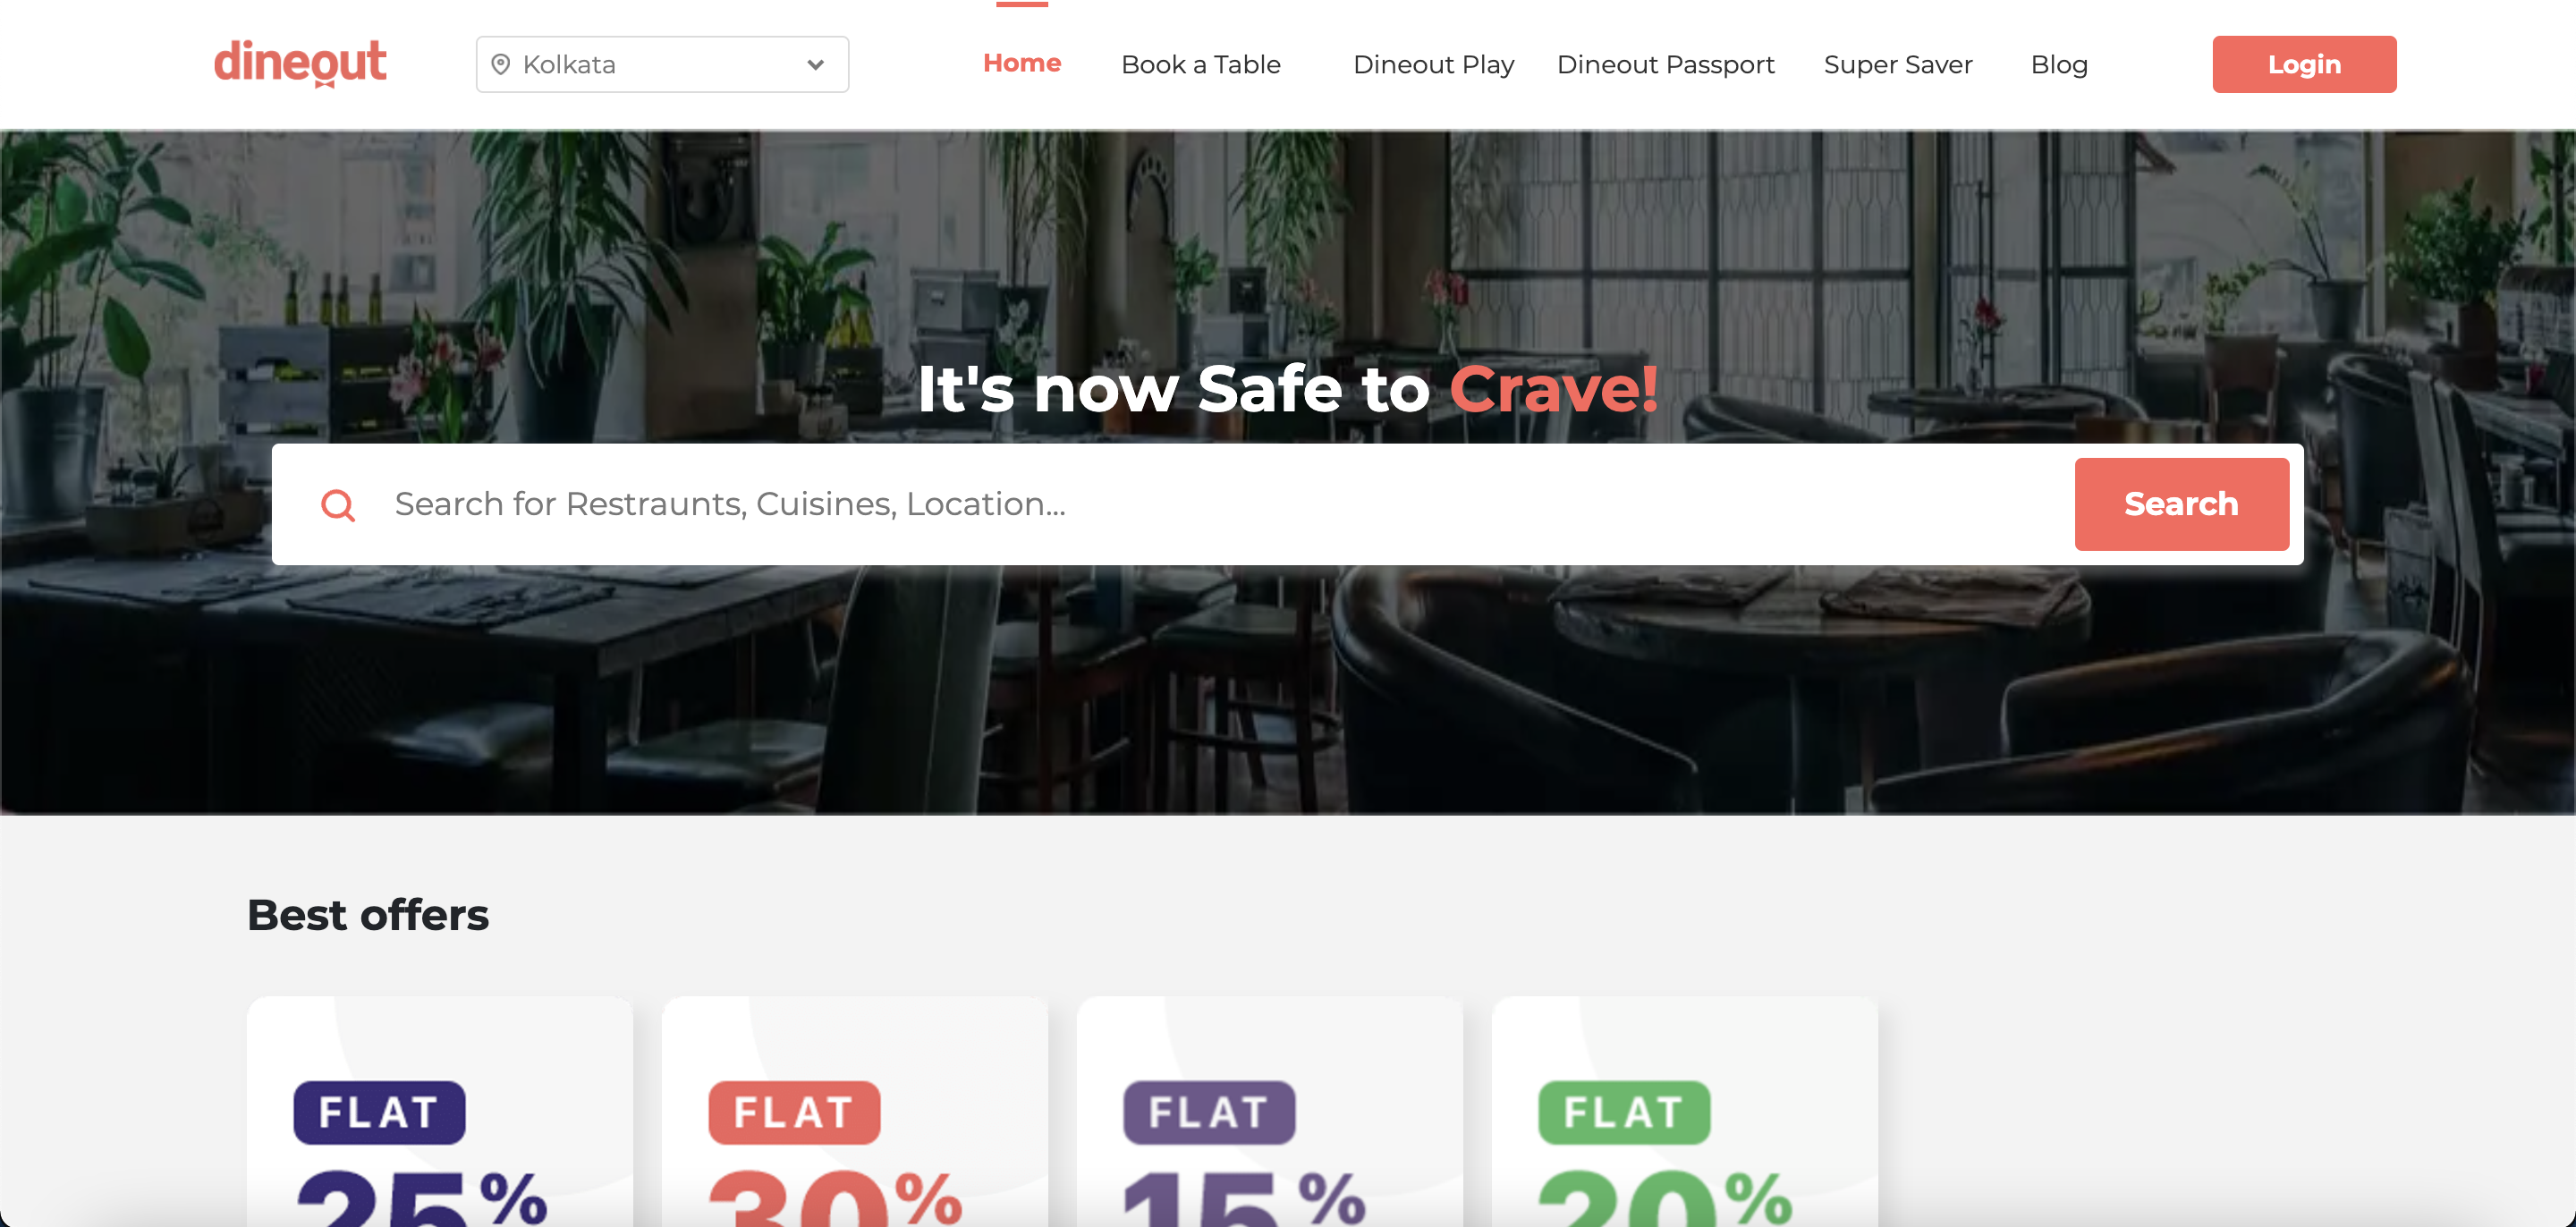 dineout
Kolkata
Home
Book a Table
Dineout Play
Dineout Passport
Super Saver
Blog
Login
It's now Safe to Crave!
Search for Restraunts, Cuisines, Location...
Search
Best offers
FLAT
25%
FLAT
30%
FLAT
15%
FLAT
20%